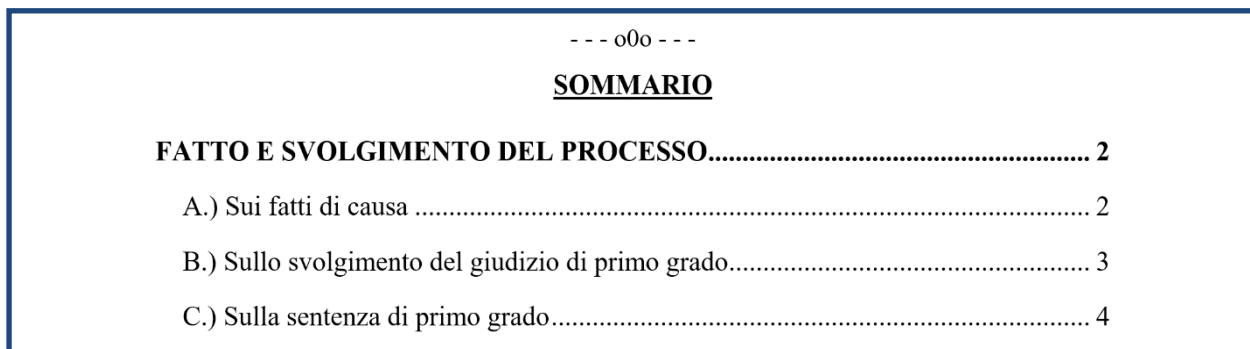 - - - o0o - - -
SOMMARIO
FATTO E SVOLGIMENTO DEL PROCESSO....................................................... 2
A.) Sui fatti di causa .................................................................................................... 2
B.) Sullo svolgimento del giudizio di primo grado..................................................... 3
C.) Sulla sentenza di primo grado............................................................................... 4